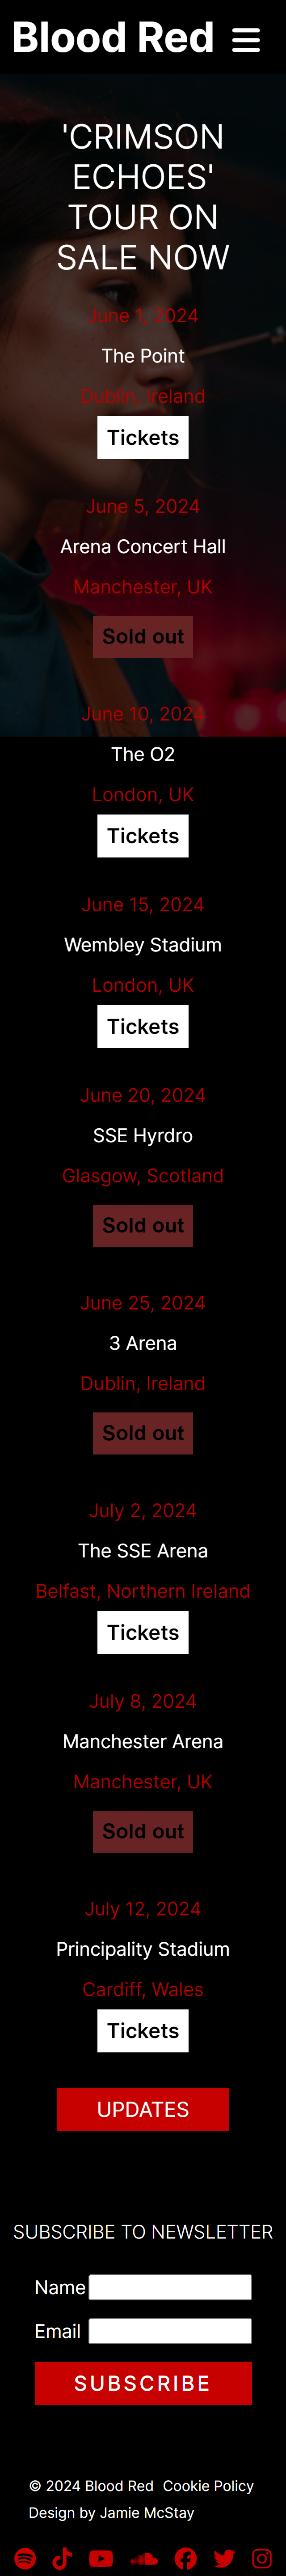 Blood Red
'CRIMSON
ECHOES'
TOUR ON
SALE NOW
June 1, 2024
The Point
Dublin, Ireland
Tickets
June 5, 2024
Arena Concert Hall
Manchester, UK
Sold out
June 10, 2024
The O2
London, UK
Tickets
June 15, 2024
Wembley Stadium
London, UK
Tickets
June 20, 2024
SSE Hyrdro
Glasgow, Scotland
Sold out
June 25, 2024
3 Arena
Dublin, Ireland
Sold out
July 2, 2024
The SSE Arena
Belfast, Northern Ireland
Tickets
July 8, 2024
Manchester Arena
Manchester, UK
Sold out
July 12, 2024
Principality Stadium
Cardiff, Wales
Tickets
UPDATES
SUBSCRIBE TO NEWSLETTER
Name
Email
SUBSCRIBE
© 2024 Blood Red Cookie Policy
Design by Jamie McStay